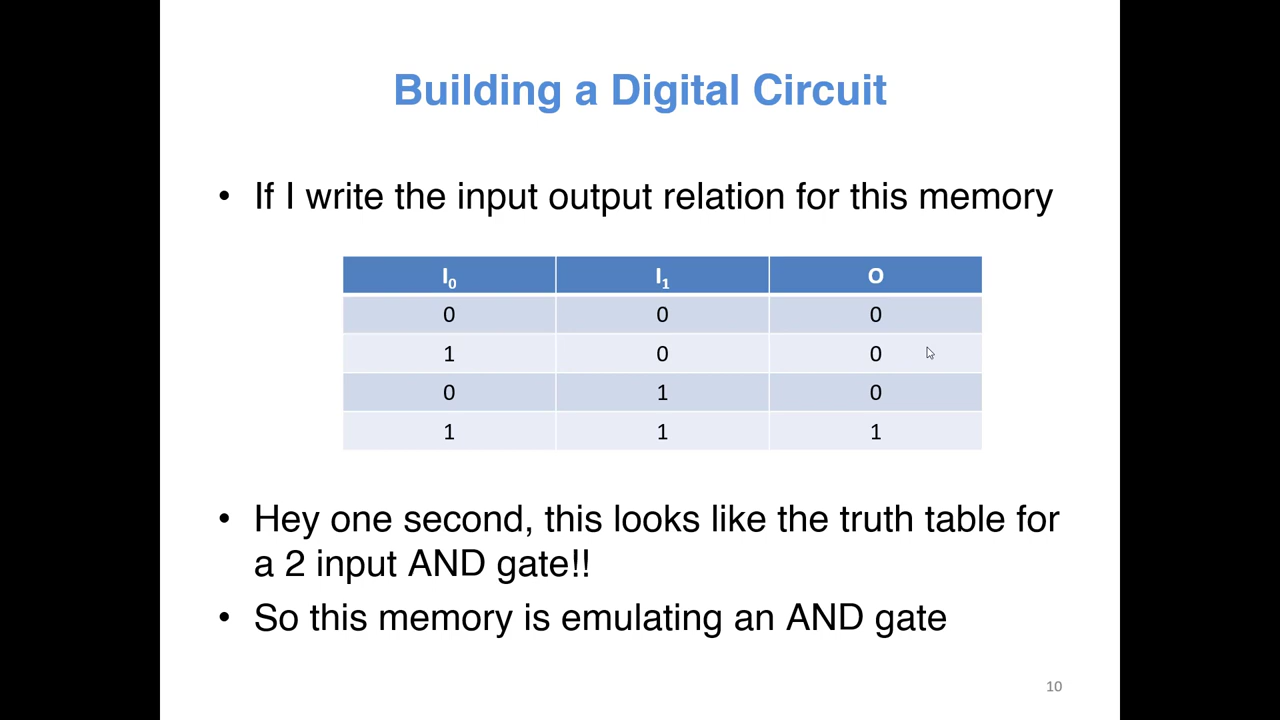 Building a Digital Circuit
• If I write the input output relation for this memory
I0 I1 O
0 0 0
1 0 0
0 1 0
1 1 1
• Hey one second, this looks like the truth table for
a 2 input AND gate!!
• So this memory is emulating an AND gate
10